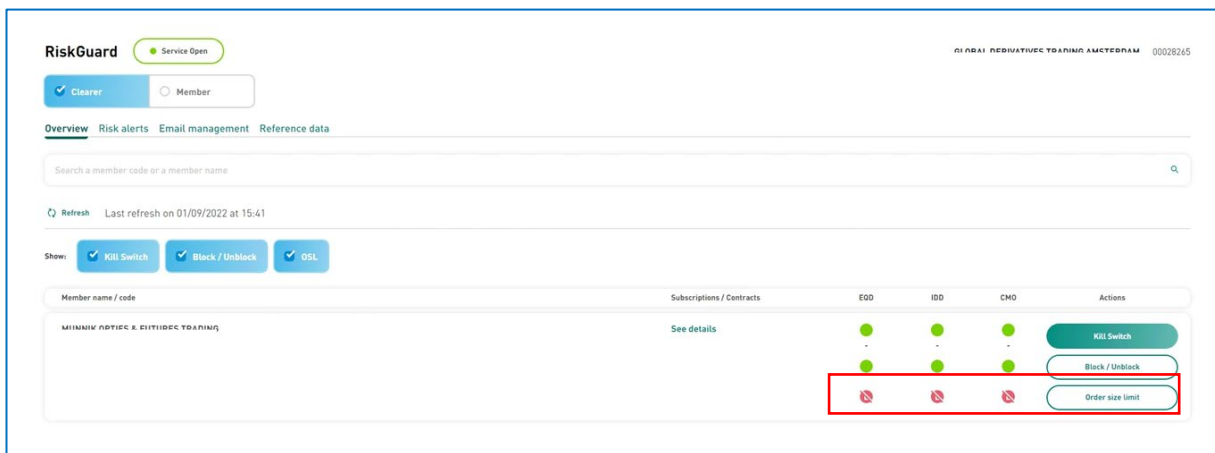 RiskGuard Service Open GLOBAL DERIVATIVES TRADING AMSTERDAM 00028265
Clearer Member
Overview Risk alerts Email management Reference data
Search a member code or a member name
Refresh Last refresh on 01/09/2022 at 15:41
Show: Kill Switch Block / Unblock OSL
Member name / code Subscriptions / Contracts EQD IDD CMO Actions
MUNNIK OPTIES & FUTURES TRADING See details Kill Switch
- - -
Block / Unblock
Order size limit